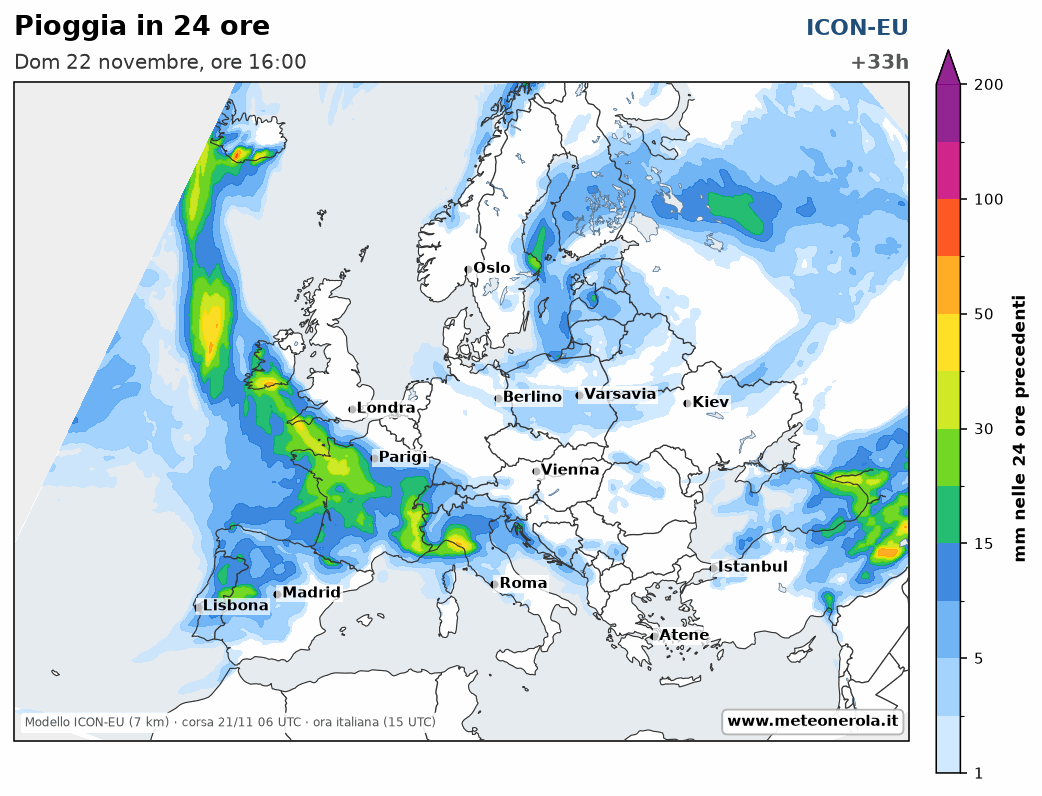 Pioggia in 24 ore
ICON-EU
Dom 22 novembre, ore 16:00
+33h
200
100
50
30
15
5
1
mm nelle 24 ore precedenti
Oslo
Londra
Berlino
Varsavia
Kiev
Parigi
Vienna
Istanbul
Roma
Madrid
Lisbona
Atene
Modello ICON-EU (7 km) · corsa 21/11 06 UTC · ora italiana (15 UTC)
www.meteonerola.it